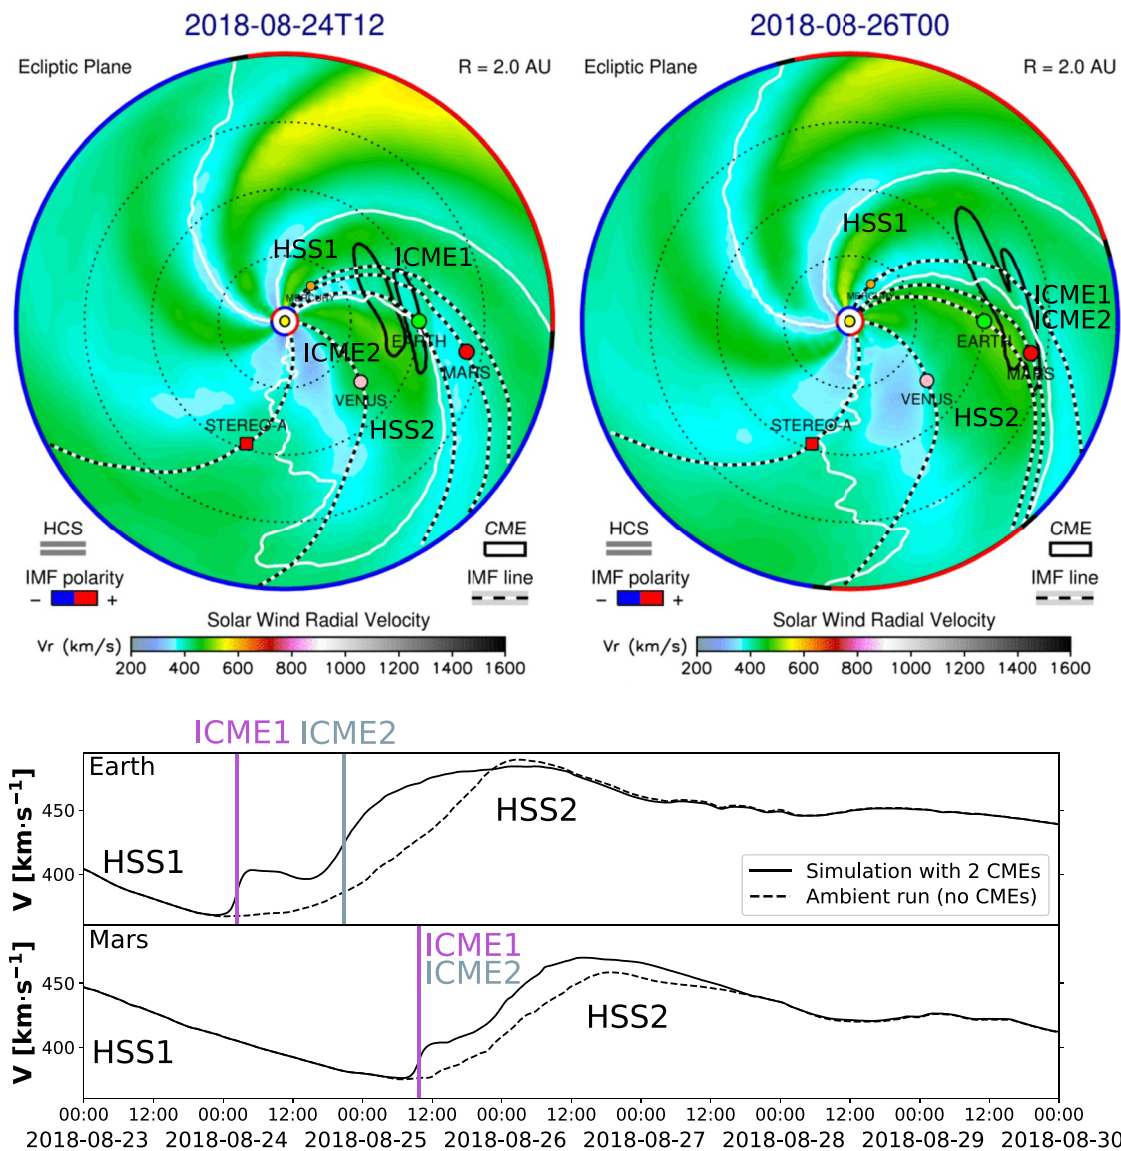 2018-08-24T12
2018-08-26T00
Ecliptic Plane
R = 2.0 AU
Ecliptic Plane
R = 2.0 AU
HSS1
ICME1
MERCURY
EARTH
ICME2
MARS
VENUS
HSS2
STEREO-A
HSS1
MERCURY
ICME1
ICME2
EARTH
MARS
VENUS
HSS2
STEREO-A
HCS
CME
IMF polarity
IMF line
- +
Solar Wind Radial Velocity
Vr (km/s)
200 400 600 800 1000 1200 1400 1600
HCS
CME
IMF polarity
IMF line
- +
Solar Wind Radial Velocity
Vr (km/s)
200 400 600 800 1000 1200 1400 1600
ICME1 ICME2
Earth
V [km·s⁻¹]
450
400
HSS1
HSS2
Simulation with 2 CMEs
Ambient run (no CMEs)
Mars
V [km·s⁻¹]
450
400
ICME1
ICME2
HSS1
HSS2
00:00 12:00 00:00 12:00 00:00 12:00 00:00 12:00 00:00 12:00 00:00 12:00 00:00 12:00 00:00
2018-08-23 2018-08-24 2018-08-25 2018-08-26 2018-08-27 2018-08-28 2018-08-29 2018-08-30